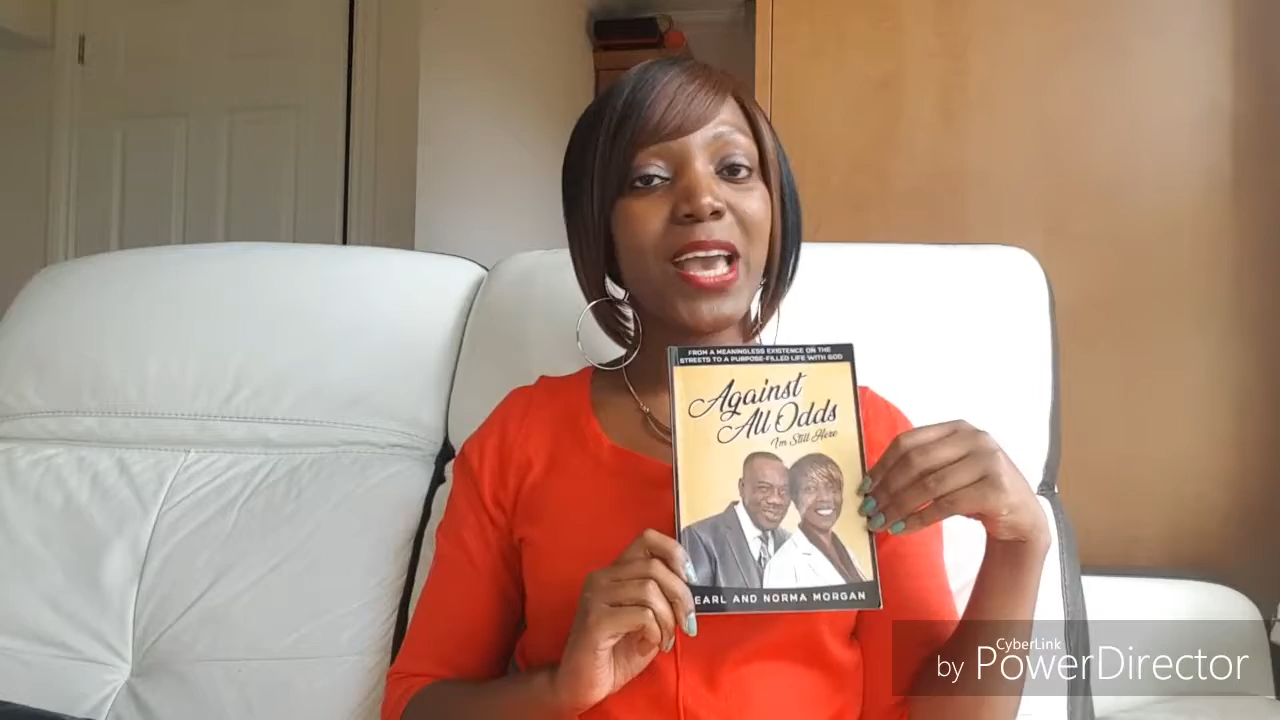 FROM A MEANINGLESS EXISTENCE ON THE
STREETS TO A PURPOSE-FILLED LIFE WITH GOD
Against
All Odds
I'm Still Here
EARL AND NORMA MORGAN
CyberLink
by PowerDirector